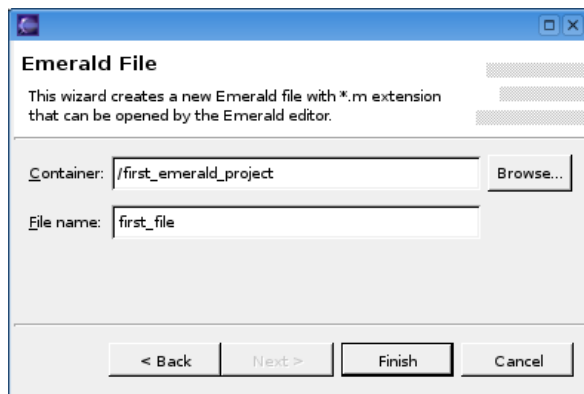 Emerald File
This wizard creates a new Emerald file with *.m extension
that can be opened by the Emerald editor.
Container: /first_emerald_project Browse...
File name: first_file
< Back Next > Finish Cancel